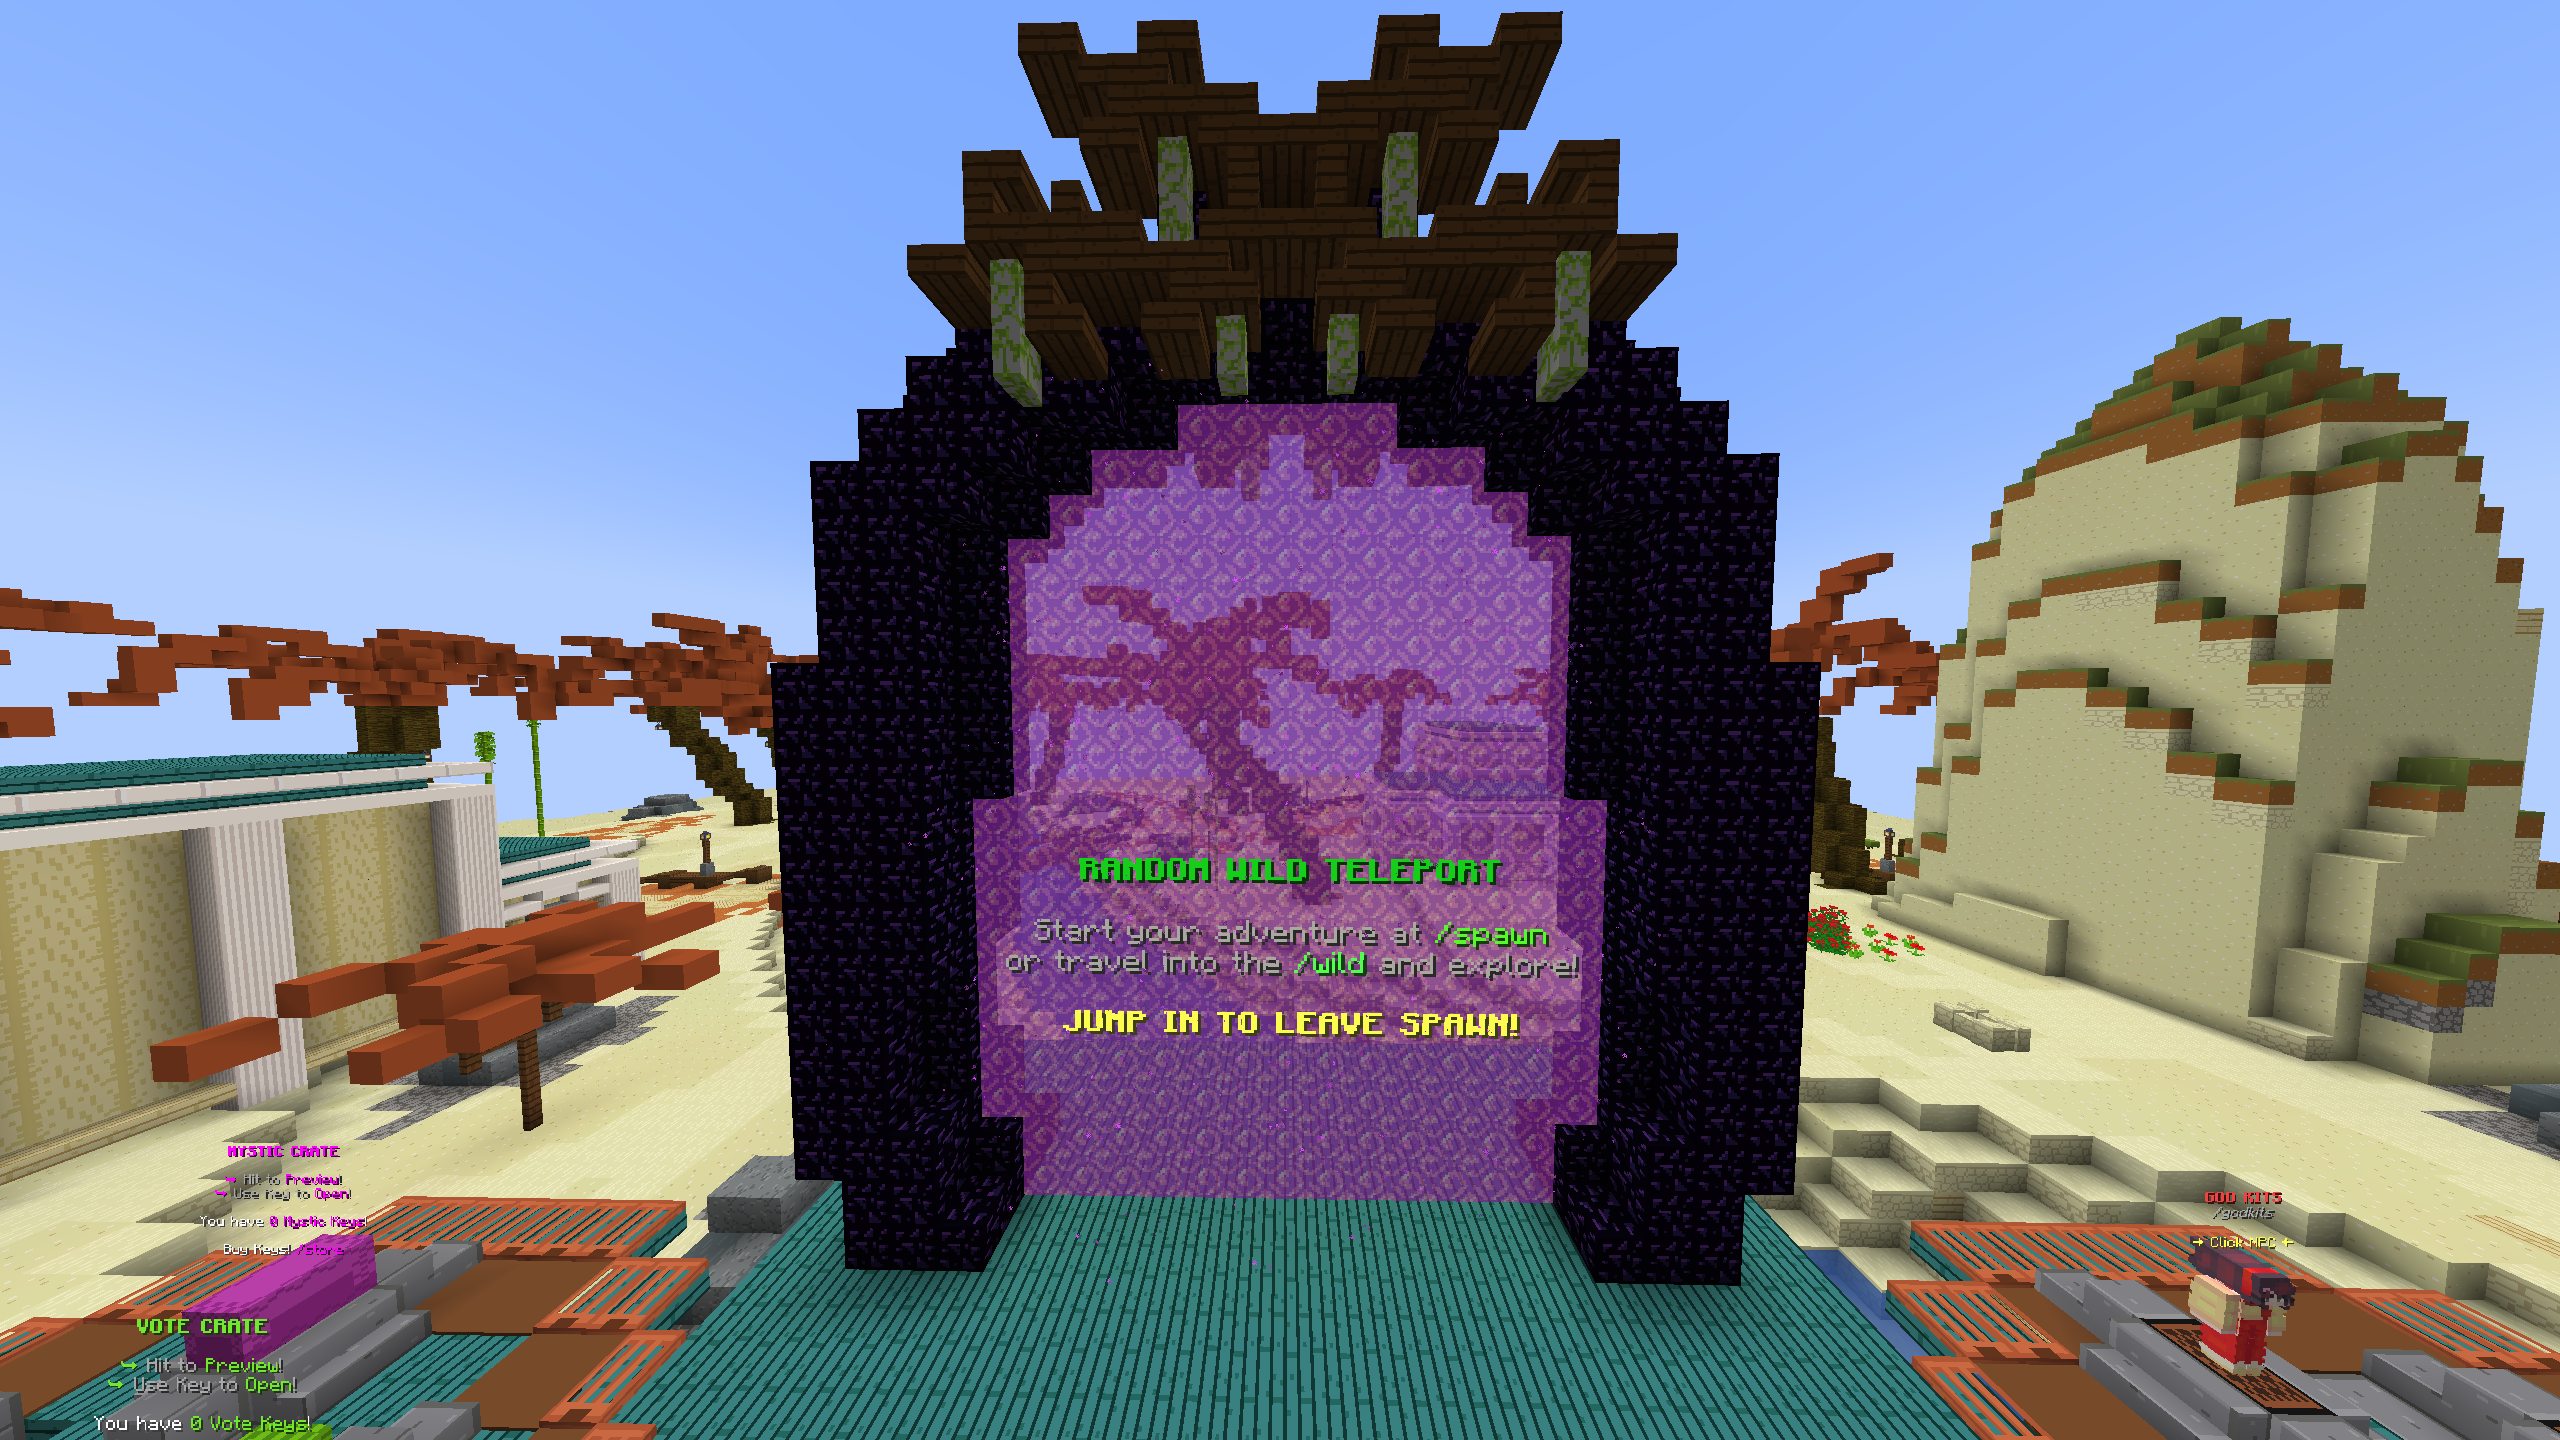 RANDOM WILD TELEPORT
Start your adventure at /spawn
or travel into the /wild and explore!
JUMP IN TO LEAVE SPAWN!
MYSTIC CRATE
↪ Hit to Preview!
↪ Use Key to Open!
You have 0 Mystic Keys!
Buy Keys! /store
VOTE CRATE
↪ Hit to Preview!
↪ Use Key to Open!
You have 0 Vote Keys!
GOD KITS
/godkits
→ Click NPC ←